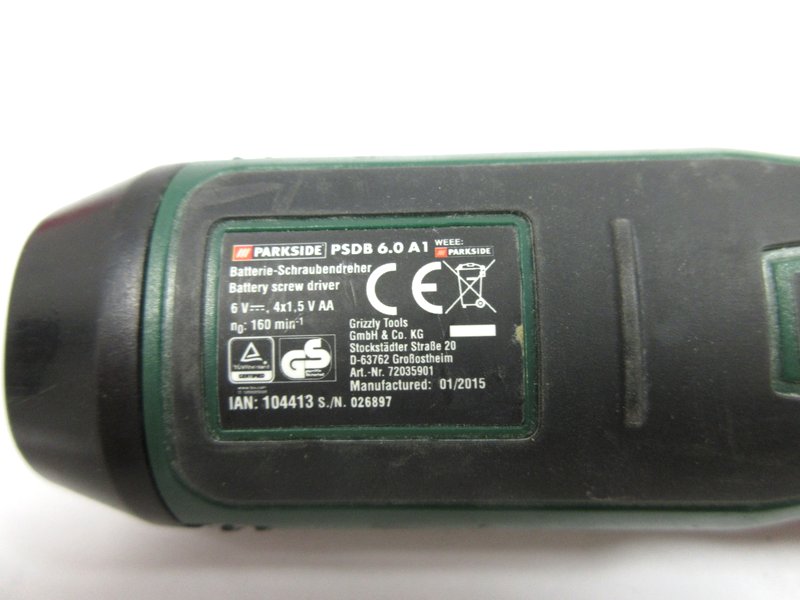 PARKSIDE PSDB 6.0 A1 WEEE:
PARKSIDE
Batterie-Schraubendreher
Battery screw driver
6 V⎓, 4x1,5 V AA
n0: 160 min-1
CE
Grizzly Tools
GmbH & Co. KG
Stockstädter Straße 20
D-63762 Großostheim
Art.-Nr. 72035901
Manufactured: 01/2015
TÜVRheinland
CERTIFIED
GS
IAN: 104413 S./N. 026897